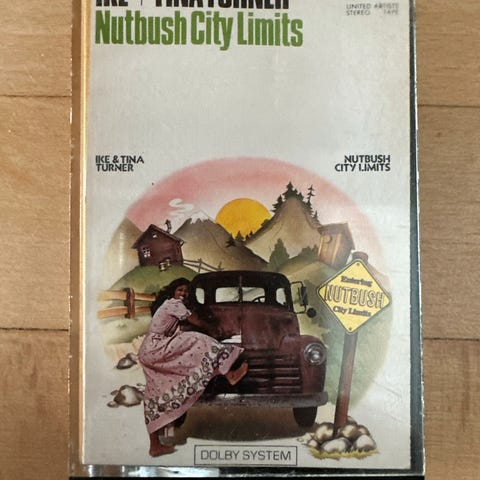 IKE + TINA TURNER
Nutbush City Limits
UNITED ARTISTS
STEREO TAPE
IKE & TINA
TURNER
NUTBUSH
CITY LIMITS
Entering
NUTBUSH
City Limits
DOLBY SYSTEM